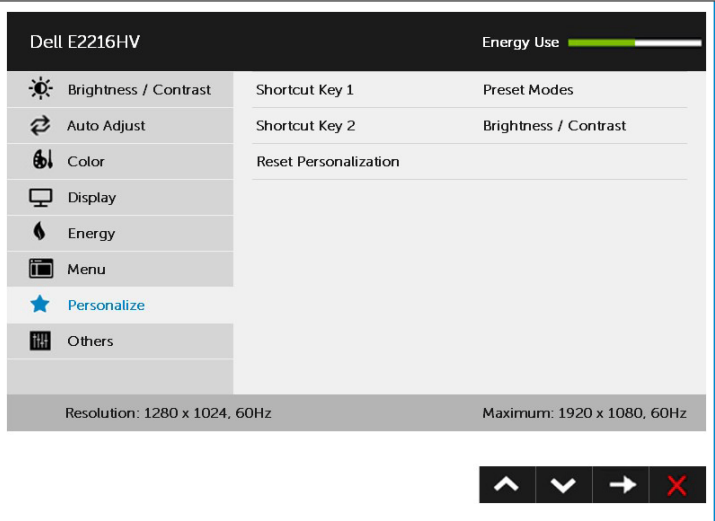 Dell E2216HV Energy Use
Brightness / Contrast Shortcut Key 1 Preset Modes
Auto Adjust Shortcut Key 2 Brightness / Contrast
Color Reset Personalization
Display
Energy
Menu
Personalize
Others
Resolution: 1280 x 1024, 60Hz Maximum: 1920 x 1080, 60Hz